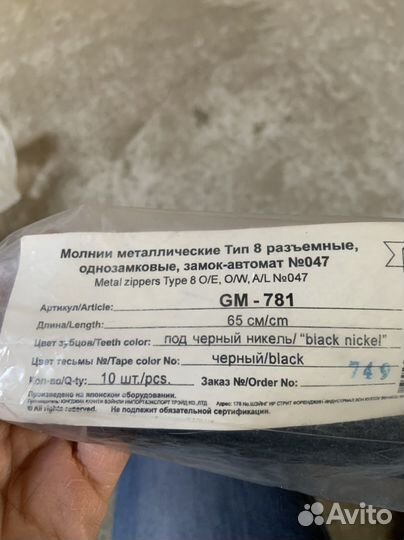 Молнии металлические Тип 8 разъемные,
однозамковые, замок-автомат №047
Metal zippers Type 8 O/E, O/W, A/L №047
Артикул/Article: GM - 781
Длина/Length: 65 см/cm
Цвет зубцов/Teeth color: под черный никель/ "black nickel"
Цвет тесьмы №/Tape color No: черный/black
Кол-во/Q-ty: 10 шт./pcs. Заказ №/Order No: 749
Произведено на японском оборудовании.
© All rights reserved. Не подлежит обязательной сертификации.
Avito